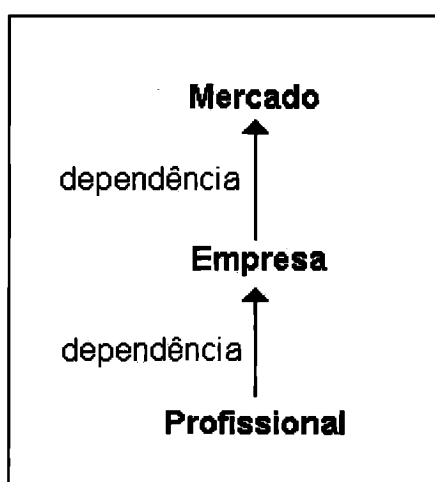 Mercado
dependência
Empresa
dependência
Profissional